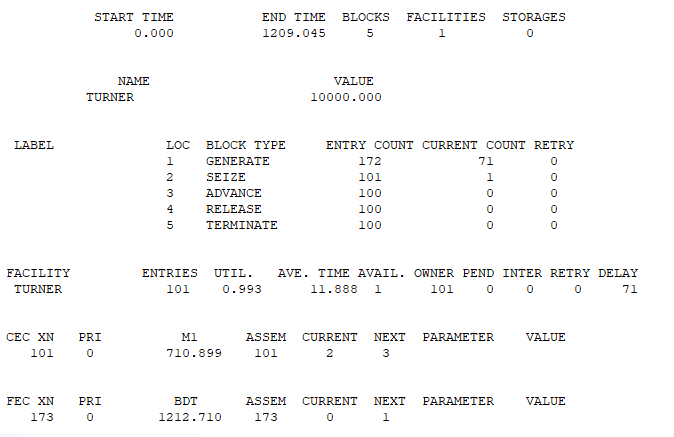 START TIME END TIME BLOCKS FACILITIES STORAGES
0.000 1209.045 5 1 0
NAME VALUE
TURNER 10000.000
LABEL LOC BLOCK TYPE ENTRY COUNT CURRENT COUNT RETRY
1 GENERATE 172 71 0
2 SEIZE 101 1 0
3 ADVANCE 100 0 0
4 RELEASE 100 0 0
5 TERMINATE 100 0 0
FACILITY ENTRIES UTIL. AVE. TIME AVAIL. OWNER PEND INTER RETRY DELAY
TURNER 101 0.993 11.888 1 101 0 0 0 71
CEC XN PRI M1 ASSEM CURRENT NEXT PARAMETER VALUE
101 0 710.899 101 2 3
FEC XN PRI BDT ASSEM CURRENT NEXT PARAMETER VALUE
173 0 1212.710 173 0 1